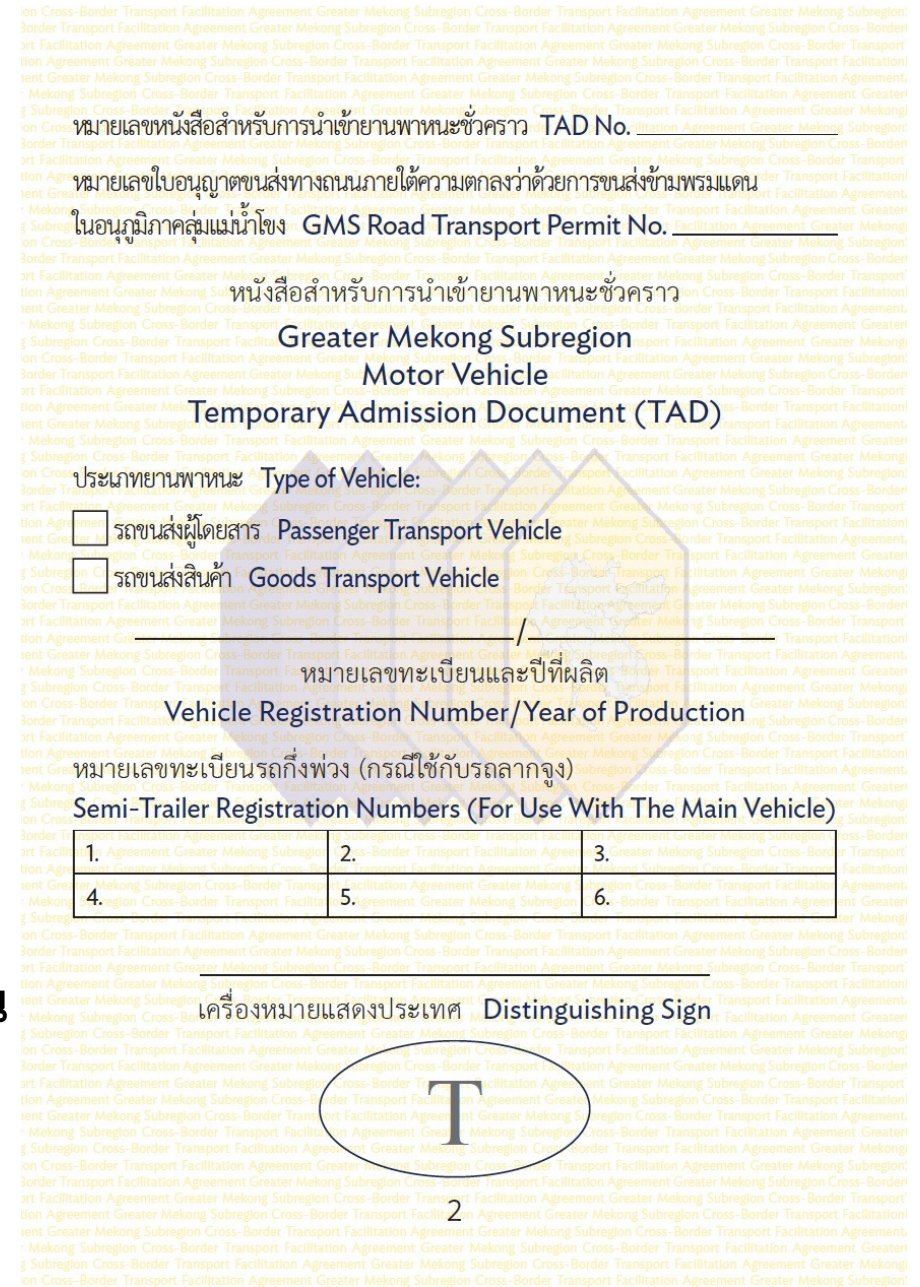 หมายเลขหนังสือสำหรับการนำเข้ายานพาหนะชั่วคราว TAD No.
หมายเลขใบอนุญาตขนส่งทางถนนภายใต้ความตกลงว่าด้วยการขนส่งข้ามพรมแดน
ในอนุภูมิภาคลุ่มแม่น้ำโขง GMS Road Transport Permit No.
หนังสือสำหรับการนำเข้ายานพาหนะชั่วคราว
Greater Mekong Subregion
Motor Vehicle
Temporary Admission Document (TAD)
ประเภทยานพาหนะ Type of Vehicle:
รถขนส่งผู้โดยสาร Passenger Transport Vehicle
รถขนส่งสินค้า Goods Transport Vehicle
/
หมายเลขทะเบียนและปีที่ผลิต
Vehicle Registration Number/Year of Production
หมายเลขทะเบียนรถกึ่งพ่วง (กรณีใช้กับรถลากจูง)
Semi-Trailer Registration Numbers (For Use With The Main Vehicle)
1. 2. 3.
4. 5. 6.
เครื่องหมายแสดงประเทศ Distinguishing Sign
T
2